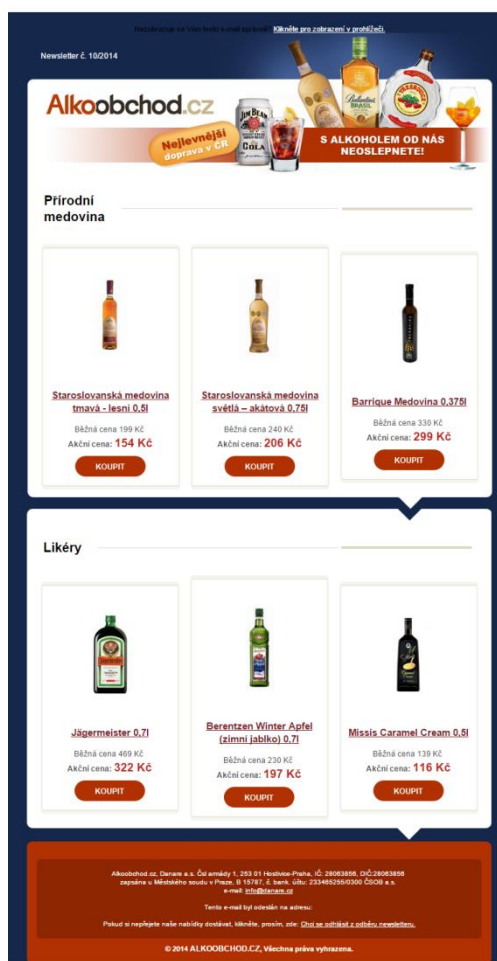 Nezobrazuje se Vám tento e-mail správně? Klikněte pro zobrazení v prohlížeči.
Newsletter č. 10/2014
Alkoobchod.cz
Nejlevnější
doprava v ČR
JIM BEAM
COLA
Ballantine's
BRASIL
S ALKOHOLEM OD NÁS
NEOSLEPNETE!
Přírodní
medovina
Staroslovanská medovina
tmavá - lesní 0,5l
Běžná cena 199 Kč
Akční cena: 154 Kč
KOUPIT
Staroslovanská medovina
světlá – akátová 0,75l
Běžná cena 240 Kč
Akční cena: 206 Kč
KOUPIT
Barrique Medovina 0,375l
Běžná cena 330 Kč
Akční cena: 299 Kč
KOUPIT
Likéry
Jägermeister 0,7l
Běžná cena 469 Kč
Akční cena: 322 Kč
KOUPIT
Berentzen Winter Apfel
(zimní jablko) 0,7l
Běžná cena 230 Kč
Akční cena: 197 Kč
KOUPIT
Missis Caramel Cream 0,5l
Běžná cena 139 Kč
Akční cena: 116 Kč
KOUPIT
Alkoobchod.cz, Danare a.s. Čsl armády 1, 253 01 Hostivice-Praha, IČ: 28063856, DIČ:28063856
zapsána u Městského soudu v Praze, B 15787, č. bank. účtu: 233465255/0300 ČSOB a.s.
e-mail: info@danare.cz
Tento e-mail byl odeslán na adresu:
Pokud si nepřejete naše nabídky dostávat, klikněte, prosím, zde: Chci se odhlásit z odběru newsletteru.
© 2014 ALKOOBCHOD.CZ, Všechna práva vyhrazena.